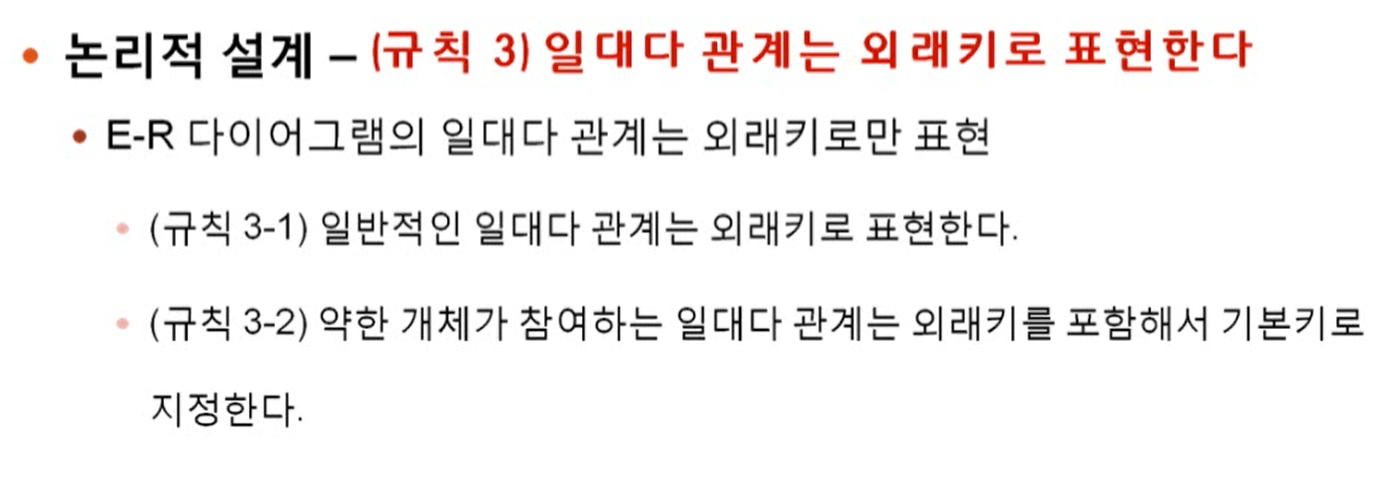 • 논리적 설계 – (규칙 3) 일대다 관계는 외래키로 표현한다
• E-R 다이어그램의 일대다 관계는 외래키로만 표현
• (규칙 3-1) 일반적인 일대다 관계는 외래키로 표현한다.
• (규칙 3-2) 약한 개체가 참여하는 일대다 관계는 외래키를 포함해서 기본키로
지정한다.